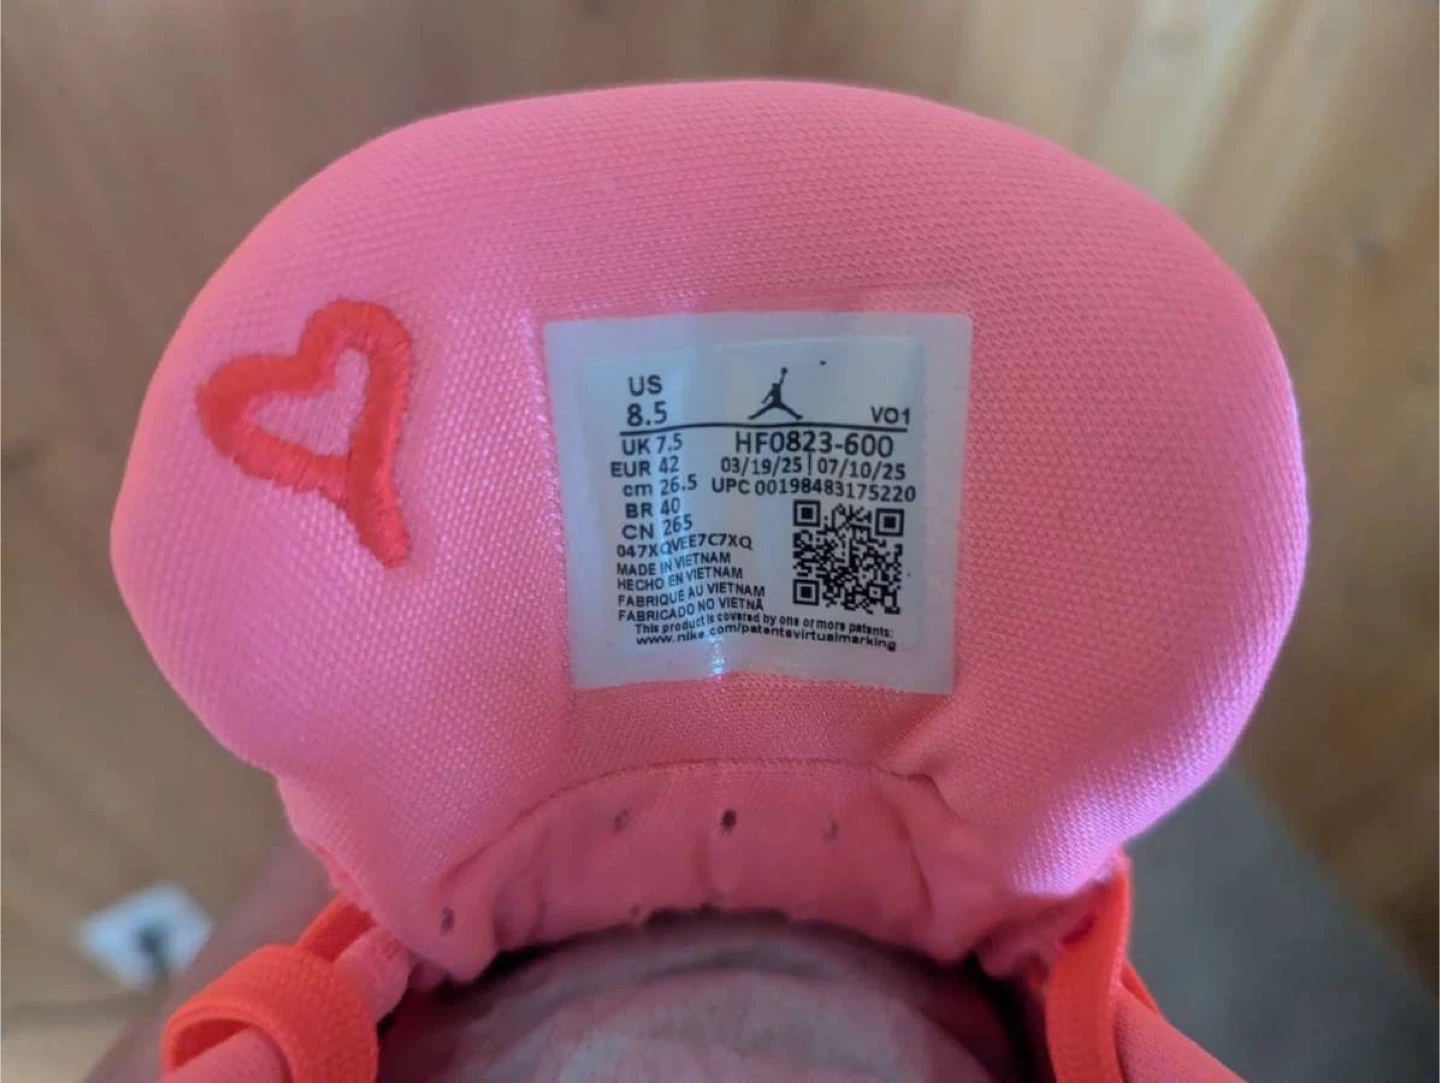 US
8.5
VO1
UK 7.5
HF0823-600
EUR 42
03/19/25 | 07/10/25
cm 26.5
UPC 00198483175220
BR 40
CN 265
047XQVEE7C7XQ
MADE IN VIETNAM
HECHO EN VIETNAM
FABRIQUE AU VIETNAM
FABRICADO NO VIETNÃ
This product is covered by one or more patents:
www.nike.com/patentsvirtualmarking